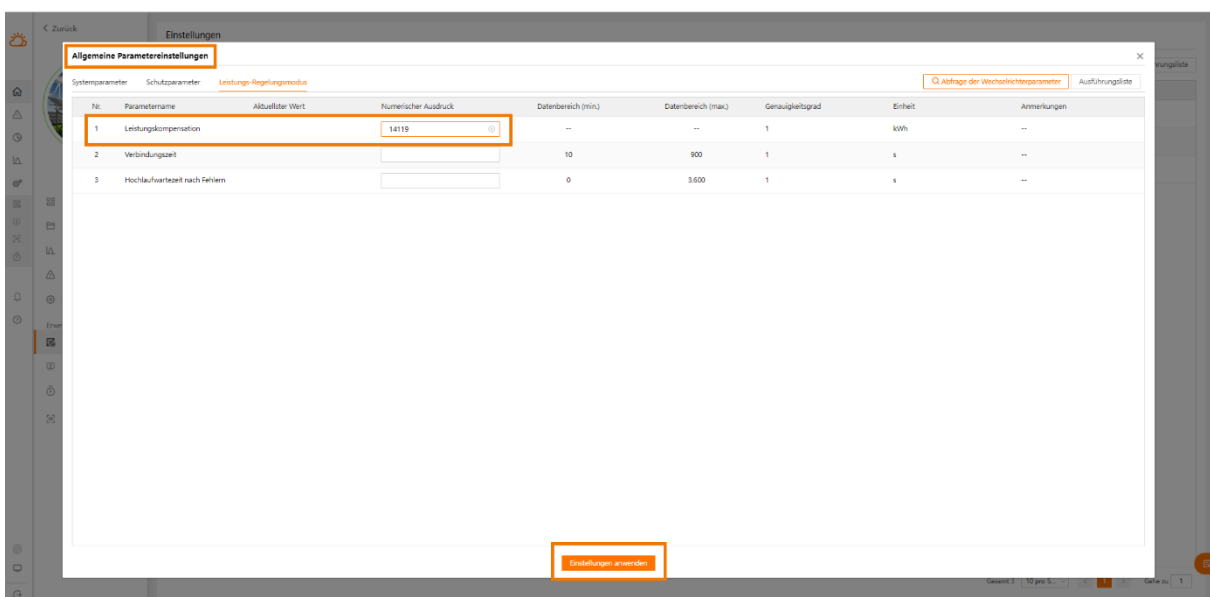 < Zurück
Einstellungen
Allgemeine Parametereinstellungen
Systemparameter Schutzparameter Leistungs-Regelungsmodus Abfrage der Wechselrichterparameter Ausführungsliste
Nr. Parametername Aktuellster Wert Numerischer Ausdruck Datenbereich (min.) Datenbereich (max.) Genauigkeitsgrad Einheit Anmerkungen
1 Leistungskompensation 14119 -- -- 1 kWh --
2 Verbindungszeit 10 900 1 s --
3 Hochlaufwartezeit nach Fehlern 0 3.600 1 s --
Einstellungen anwenden
Gesamt 3 10 pro S... < 1 > Gehe zu 1